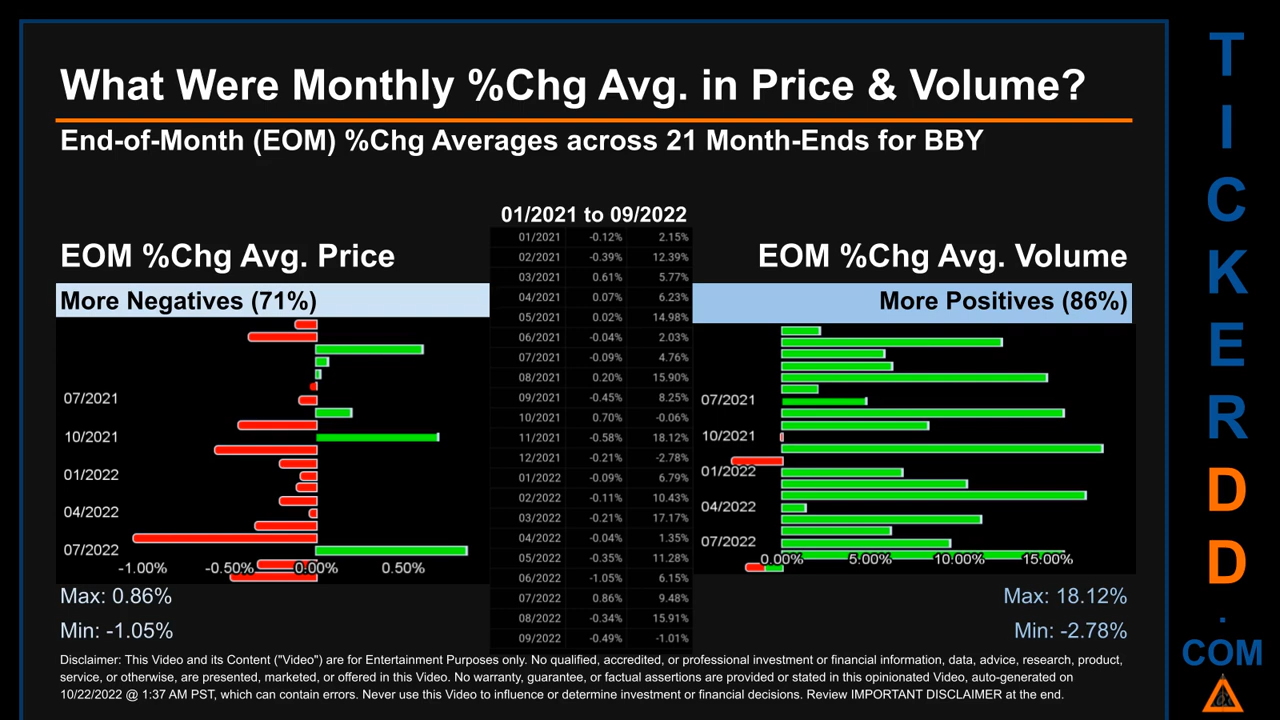 What Were Monthly %Chg Avg. in Price & Volume?
End-of-Month (EOM) %Chg Averages across 21 Month-Ends for BBY
01/2021 to 09/2022
EOM %Chg Avg. Price
More Negatives (71%)
07/2021
10/2021
01/2022
04/2022
07/2022
-1.00% -0.50% 0.00% 0.50%
Max: 0.86%
Min: -1.05%
01/2021 -0.12% 2.15%
02/2021 -0.39% 12.39%
03/2021 0.61% 5.77%
04/2021 0.07% 6.23%
05/2021 0.02% 14.98%
06/2021 -0.04% 2.03%
07/2021 -0.09% 4.76%
08/2021 0.20% 15.90%
09/2021 -0.45% 8.25%
10/2021 0.70% -0.06%
11/2021 -0.58% 18.12%
12/2021 -0.21% -2.78%
01/2022 -0.09% 6.79%
02/2022 -0.11% 10.43%
03/2022 -0.21% 17.17%
04/2022 -0.04% 1.35%
05/2022 -0.35% 11.28%
06/2022 -1.05% 6.15%
07/2022 0.86% 9.48%
08/2022 -0.34% 15.91%
09/2022 -0.49% -1.01%
EOM %Chg Avg. Volume
More Positives (86%)
07/2021
10/2021
01/2022
04/2022
07/2022
0.00% 5.00% 10.00% 15.00%
Max: 18.12%
Min: -2.78%
Disclaimer: This Video and its Content ("Video") are for Entertainment Purposes only. No qualified, accredited, or professional investment or financial information, data, advice, research, product,
service, or otherwise, are presented, marketed, or offered in this Video. No warranty, guarantee, or factual assertions are provided or stated in this opinionated Video, auto-generated on
10/22/2022 @ 1:37 AM PST, which can contain errors. Never use this Video to influence or determine investment or financial decisions. Review IMPORTANT DISCLAIMER at the end.
T
I
C
K
E
R
D
D
.
COM